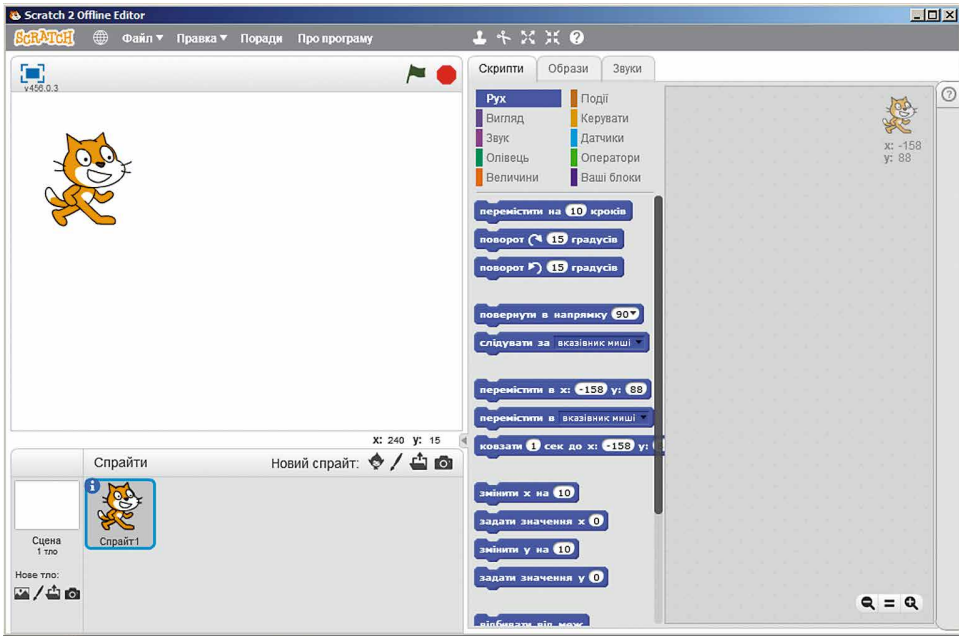 Scratch 2 Offline Editor
SCRATCH Файл Правка Поради Про програму
v456.0.3
Скрипти Образи Звуки
Рух Події
Вигляд Керувати
Звук Датчики
Олівець Оператори
Величини Ваші блоки
x: -158
y: 88
перемістити на 10 кроків
поворот 15 градусів
поворот 15 градусів
повернути в напрямку 90
слідувати за вказівник миші
перемістити в x: -158 y: 88
перемістити в вказівник миші
ковзати 1 сек до x: -158 y:
змінити x на 10
задати значення x 0
змінити y на 10
задати значення y 0
відбивати від меж
X: 240 y: 15
Спрайти Новий спрайт:
Сцена
1 тло
Спрайт1
Нове тло: